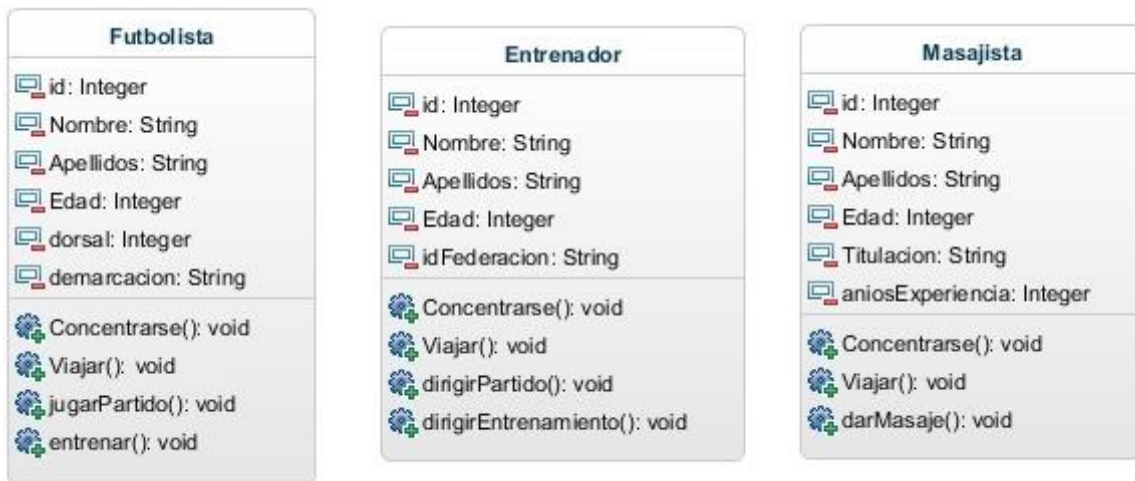 Futbolista
id: Integer
Nombre: String
Apellidos: String
Edad: Integer
dorsal: Integer
demarcacion: String
Concentrarse(): void
Viajar(): void
jugarPartido(): void
entrenar(): void
Entrenador
id: Integer
Nombre: String
Apellidos: String
Edad: Integer
idFederacion: String
Concentrarse(): void
Viajar(): void
dirigirPartido(): void
dirigirEntrenamiento(): void
Masajista
id: Integer
Nombre: String
Apellidos: String
Edad: Integer
Titulacion: String
aniosExperiencia: Integer
Concentrarse(): void
Viajar(): void
darMasaje(): void